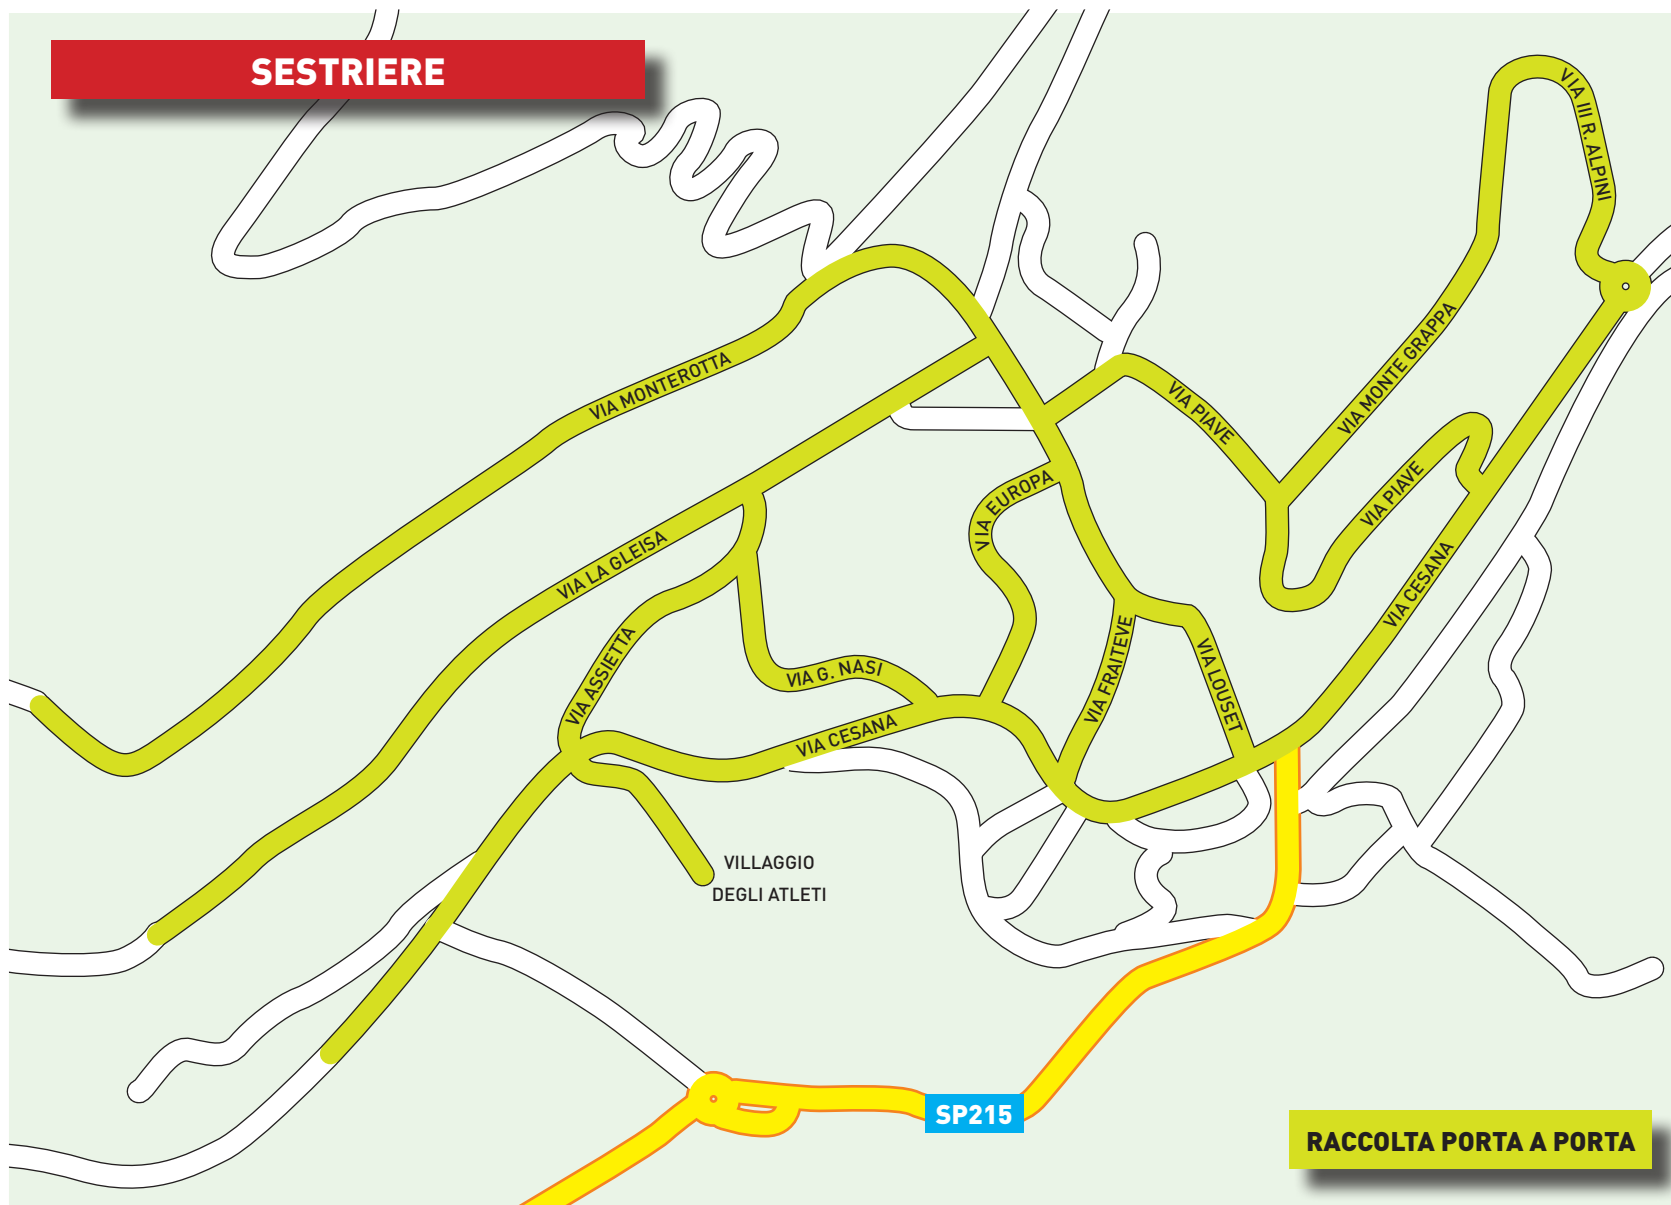 SESTRIERE
VIA III R. ALPINI
VIA MONTEROTTA
VIA MONTE GRAPPA
VIA PIAVE
VIA EUROPA
VIA PIAVE
VIA LA GLEISA
VIA CESANA
VIA ASSIETTA
VIA G. NASI
VIA FRAITEVE
VIA LOUSET
VIA CESANA
VILLAGGIO
DEGLI ATLETI
SP215
RACCOLTA PORTA A PORTA